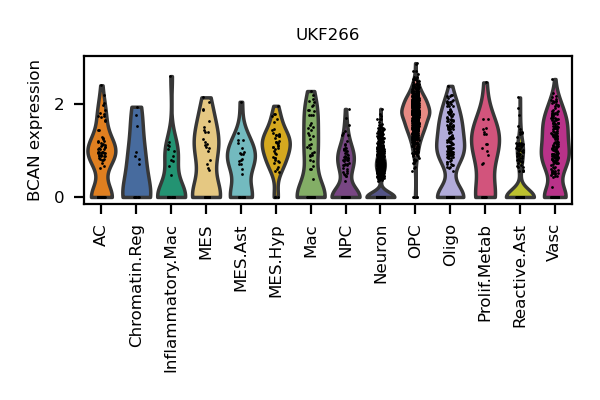 UKF266
BCAN expression
2
0
AC
Chromatin.Reg
Inflammatory.Mac
MES
MES.Ast
MES.Hyp
Mac
NPC
Neuron
OPC
Oligo
Prolif.Metab
Reactive.Ast
Vasc